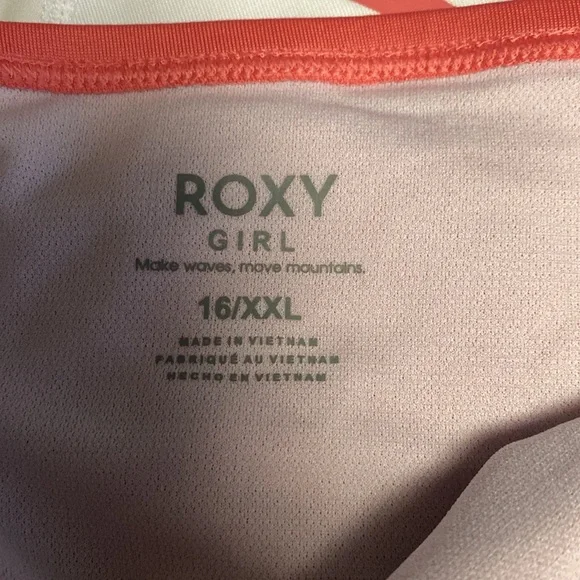 ROXY
GIRL
Make waves, move mountains.
16/XXL
MADE IN VIETNAM
FABRIQUÉ AU VIETNAM
HECHO EN VIETNAM